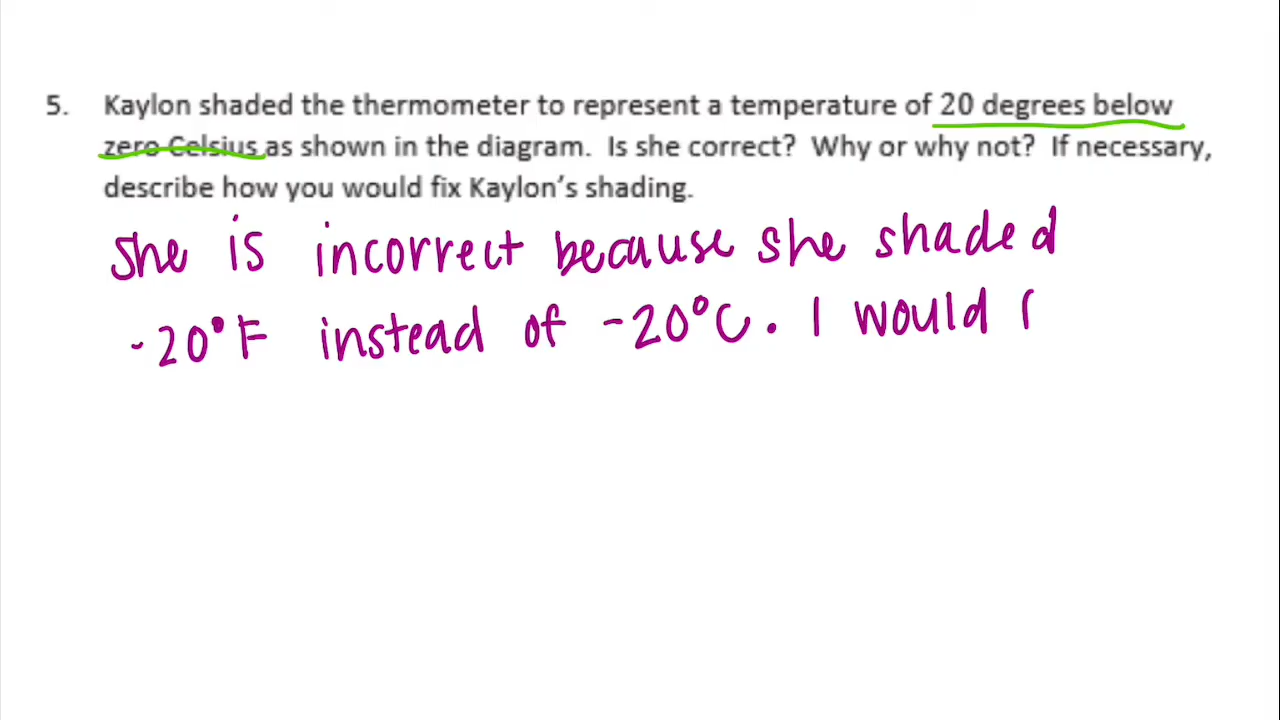 5. Kaylon shaded the thermometer to represent a temperature of 20 degrees below
zero Celsius as shown in the diagram. Is she correct? Why or why not? If necessary,
describe how you would fix Kaylon's shading.
She is incorrect because she shaded
-20°F instead of -20°C. I would